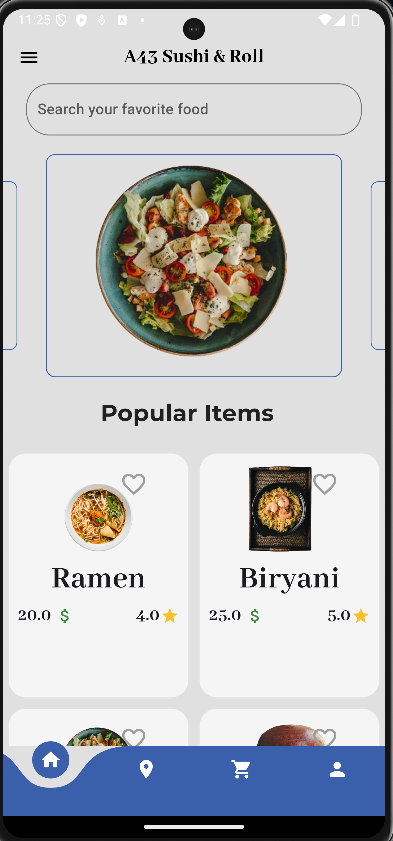 11:25
A43 Sushi & Roll
Search your favorite food
Popular Items
Ramen
20.0 $ 4.0
Biryani
25.0 $ 5.0